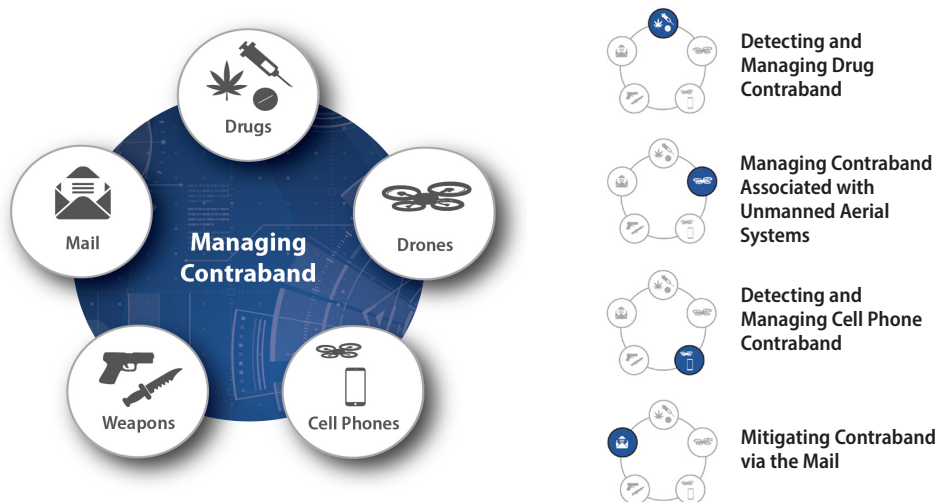 Drugs
Mail
Drones
Managing
Contraband
Weapons
Cell Phones
Detecting and
Managing Drug
Contraband
Managing Contraband
Associated with
Unmanned Aerial
Systems
Detecting and
Managing Cell Phone
Contraband
Mitigating Contraband
via the Mail